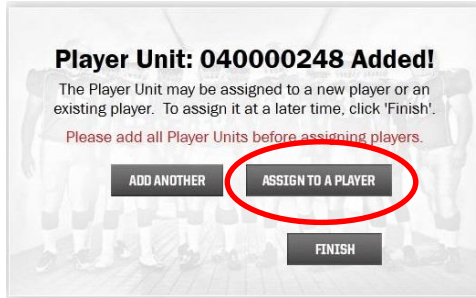 Player Unit: 040000248 Added!
The Player Unit may be assigned to a new player or an
existing player. To assign it at a later time, click 'Finish'.
Please add all Player Units before assigning players.
ADD ANOTHER
ASSIGN TO A PLAYER
FINISH